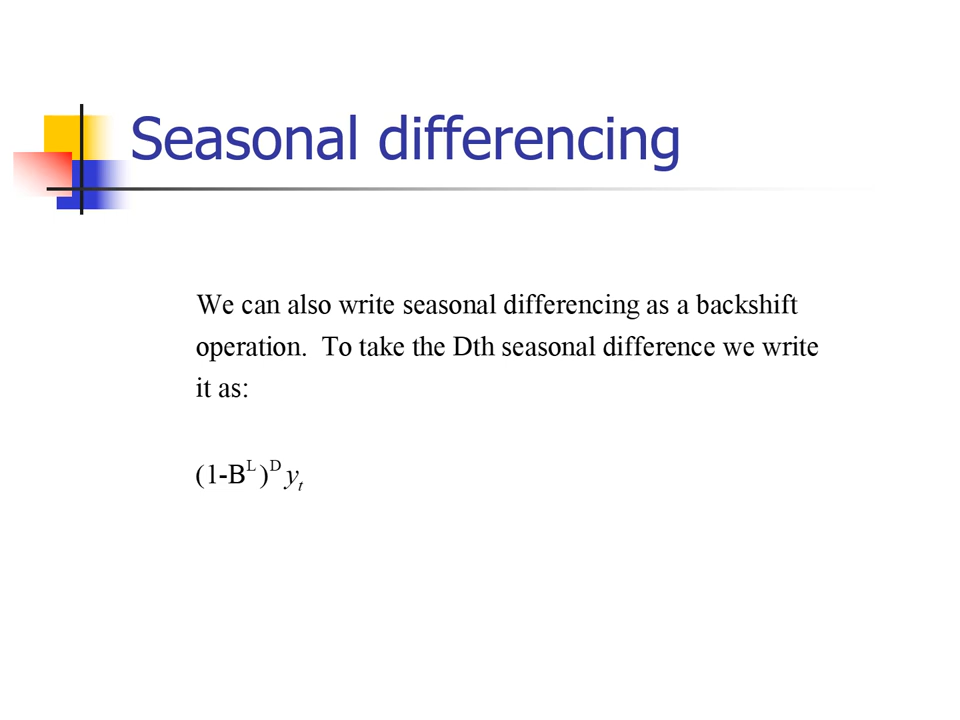 Seasonal differencing
We can also write seasonal differencing as a backshift
operation.  To take the Dth seasonal difference we write
it as:
(1-B^L)^D y_t